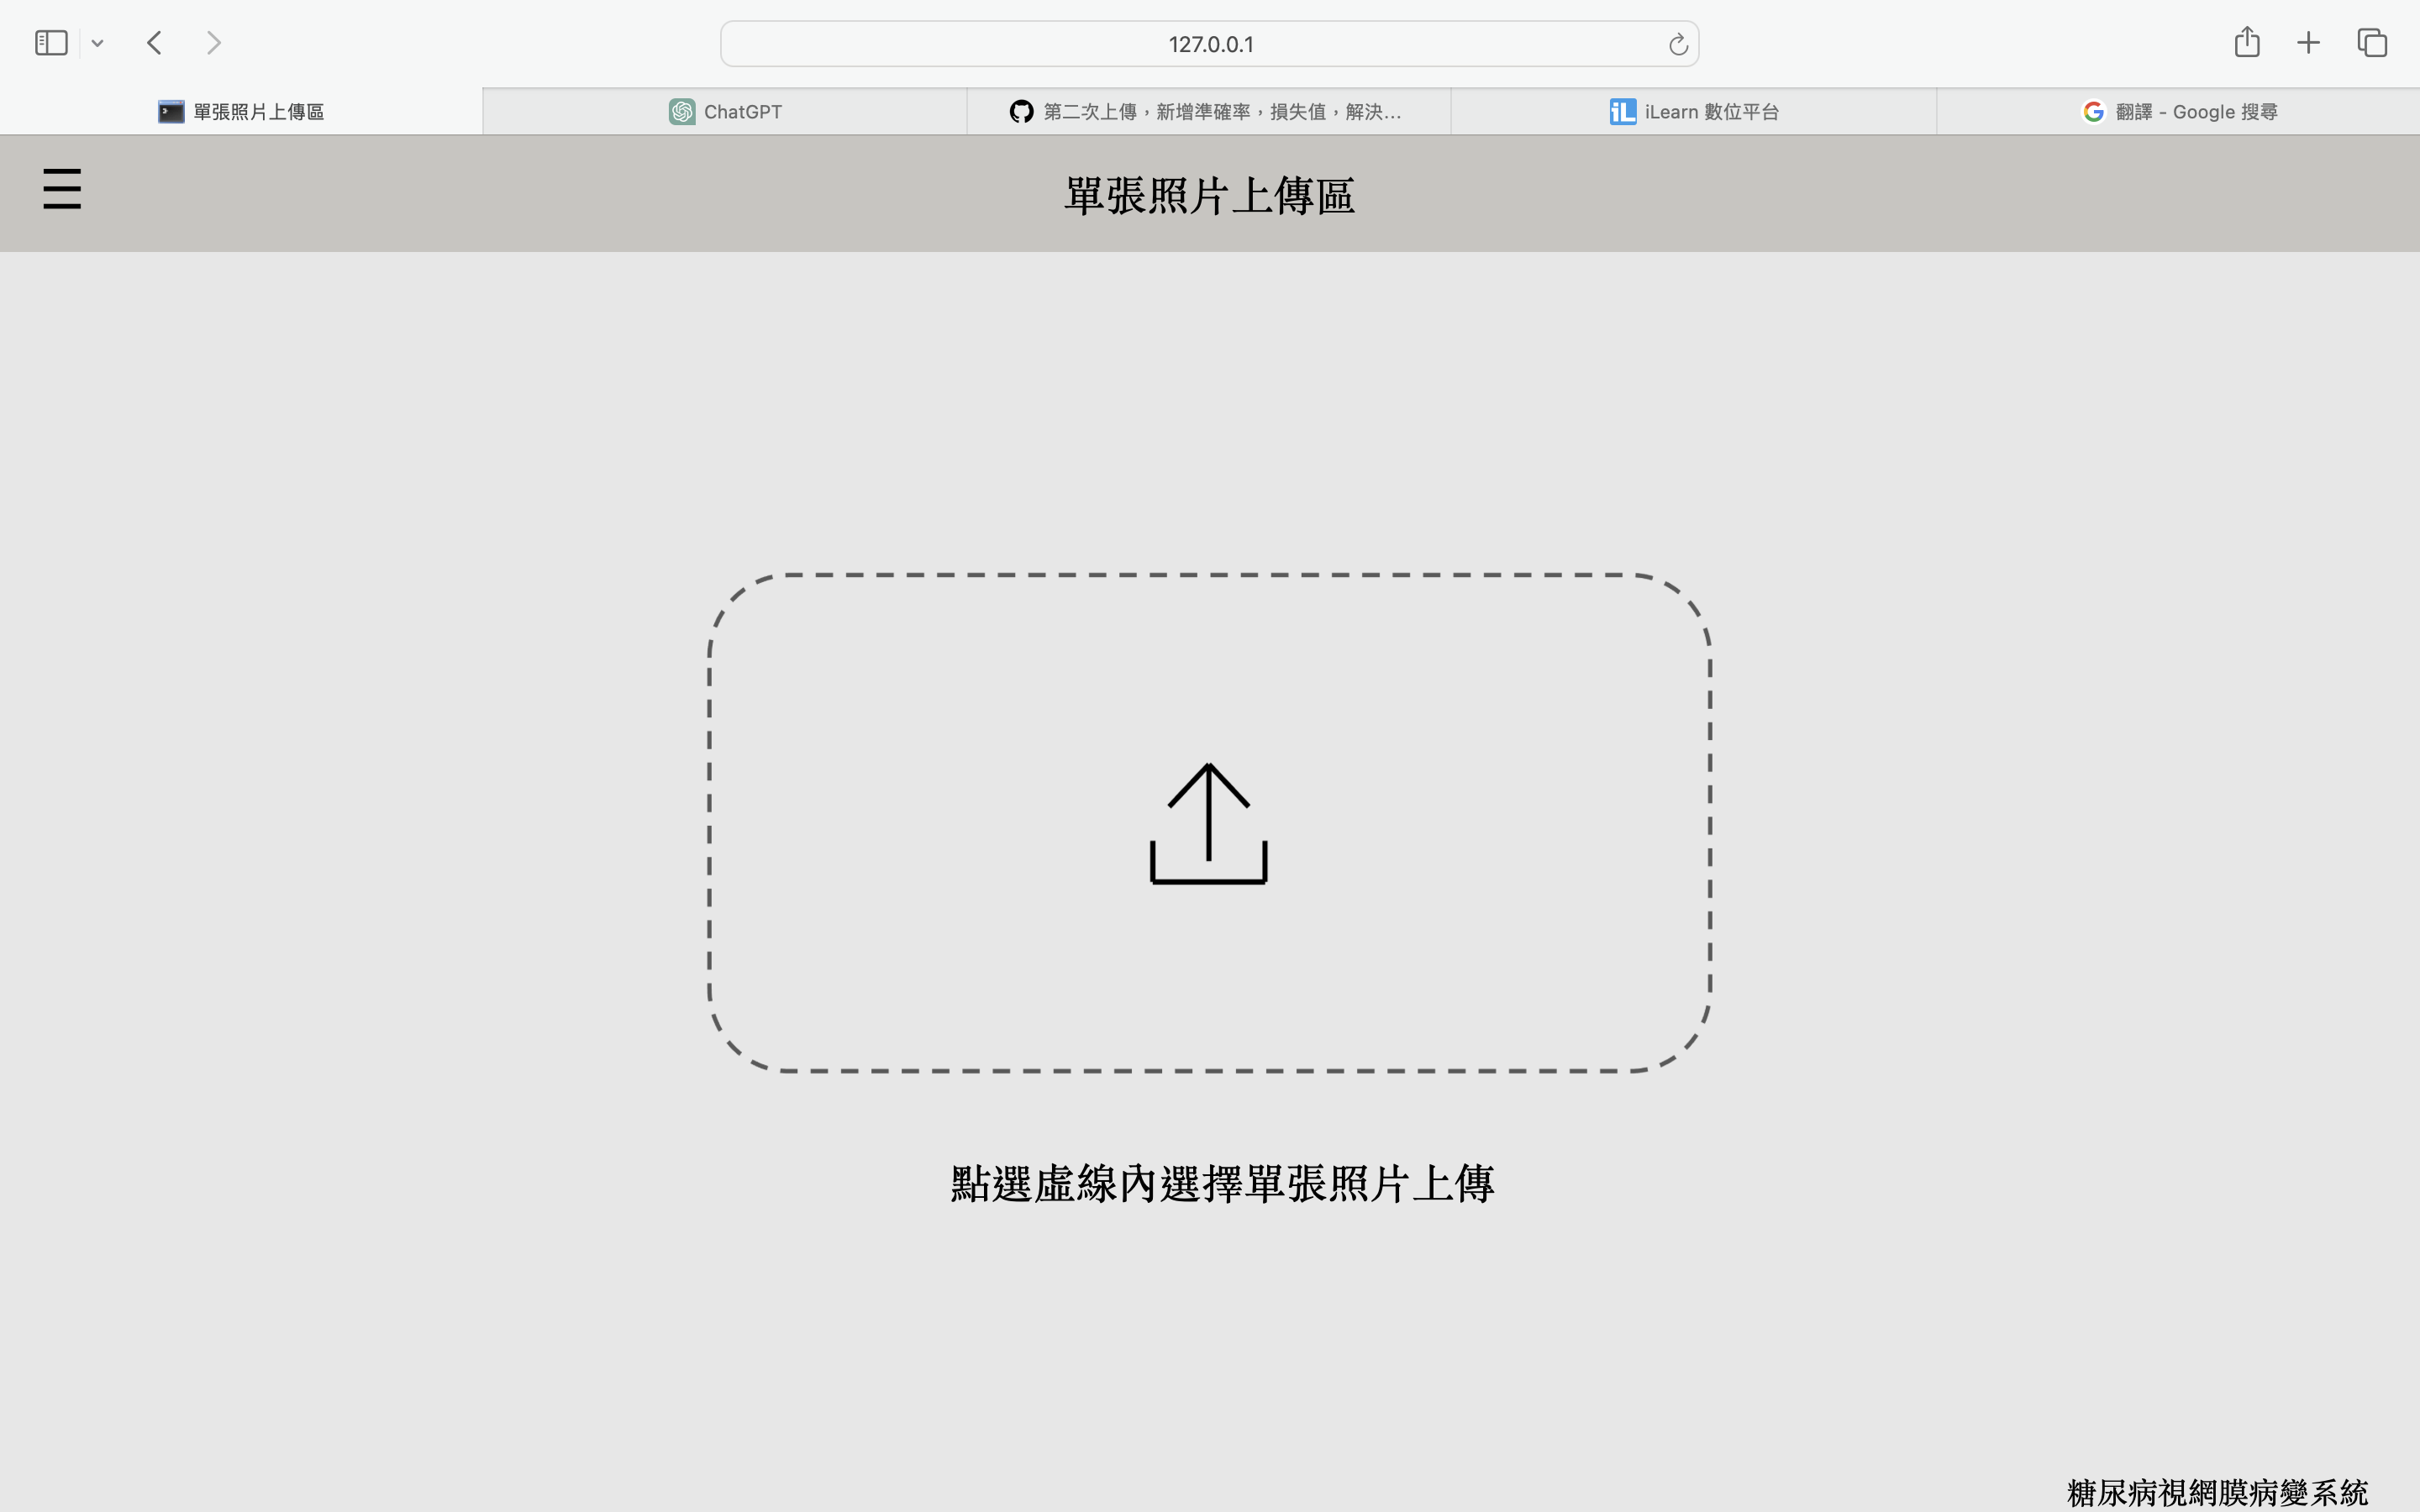 127.0.0.1
單張照片上傳區
ChatGPT
第二次上傳，新增準確率，損失值，解決...
iL iLearn 數位平台
翻譯 - Google 搜尋
單張照片上傳區
點選虛線內選擇單張照片上傳
糖尿病視網膜病變系統